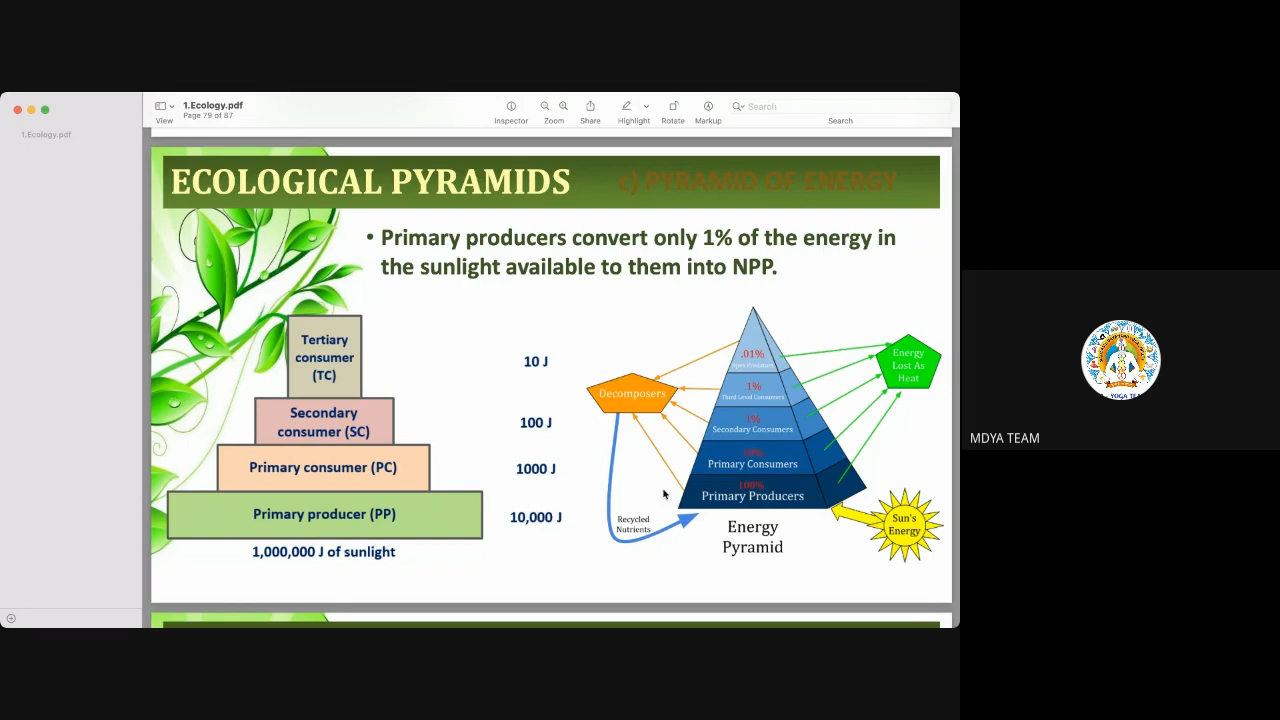 1.Ecology.pdf
Page 79 of 87
View
Inspector
Zoom
Share
Highlight
Rotate
Markup
Search
Search
1.Ecology.pdf
ECOLOGICAL PYRAMIDS c) PYRAMID OF ENERGY
• Primary producers convert only 1% of the energy in
the sunlight available to them into NPP.
Tertiary
consumer
(TC)
10 J
Secondary
consumer (SC)
100 J
Primary consumer (PC)
1000 J
Primary producer (PP)
10,000 J
1,000,000 J of sunlight
.01%
.1%
Third Level Consumers
1%
Secondary Consumers
10%
Primary Consumers
100%
Primary Producers
Decomposers
Energy
Lost As
Heat
Recycled
Nutrients
Energy
Pyramid
Sun's
Energy
MDYA TEAM